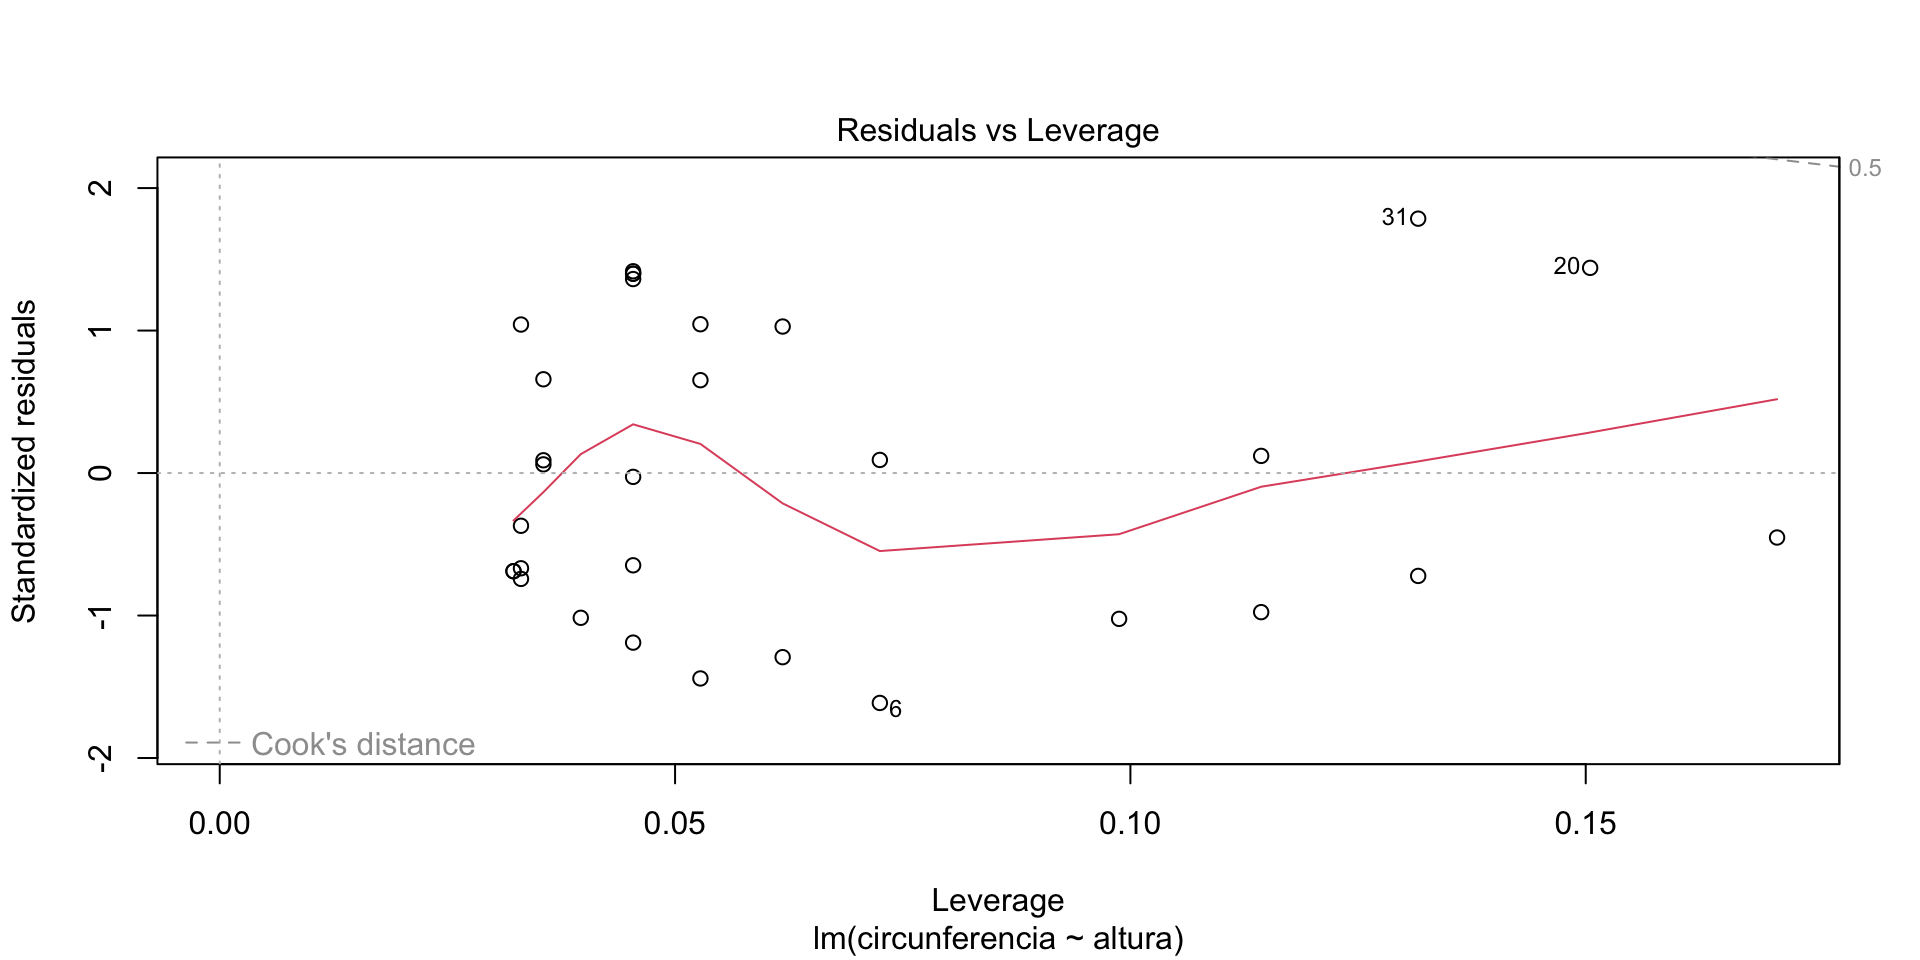 Residuals vs Leverage
Standardized residuals
2
1
0
-1
-2
0.5
31
20
6
Cook's distance
0.00 0.05 0.10 0.15
Leverage
lm(circunferencia ~ altura)